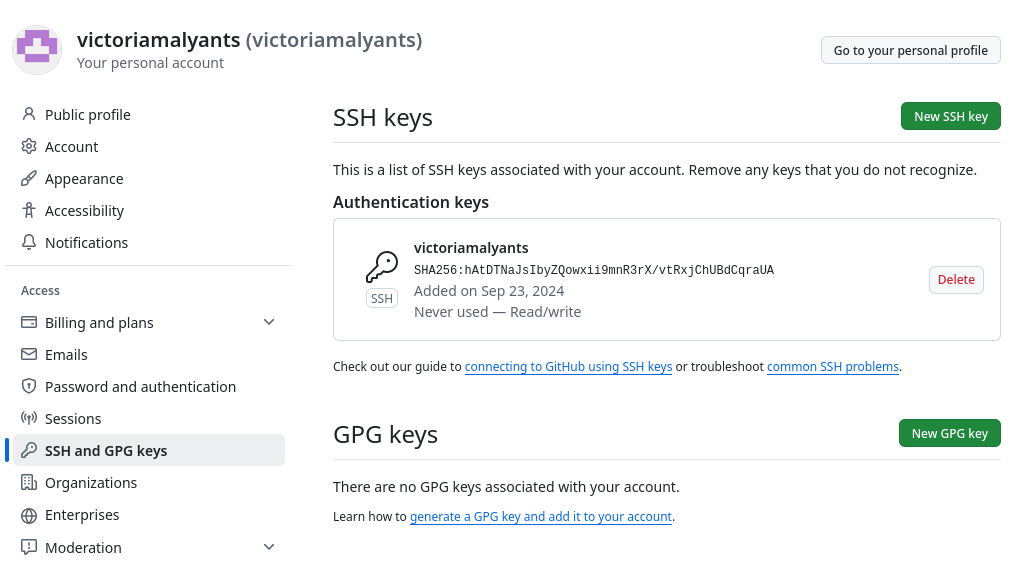 victoriamalyants (victoriamalyants)
Your personal account
Go to your personal profile
Public profile
Account
Appearance
Accessibility
Notifications
Access
Billing and plans
Emails
Password and authentication
Sessions
SSH and GPG keys
Organizations
Enterprises
Moderation
SSH keys
New SSH key
This is a list of SSH keys associated with your account. Remove any keys that you do not recognize.
Authentication keys
victoriamalyants
SHA256:hAtDTNaJsIbyZQowxii9mnR3rX/vtRxjChUBdCqraUA
SSH
Added on Sep 23, 2024
Never used — Read/write
Delete
Check out our guide to connecting to GitHub using SSH keys or troubleshoot common SSH problems.
GPG keys
New GPG key
There are no GPG keys associated with your account.
Learn how to generate a GPG key and add it to your account.